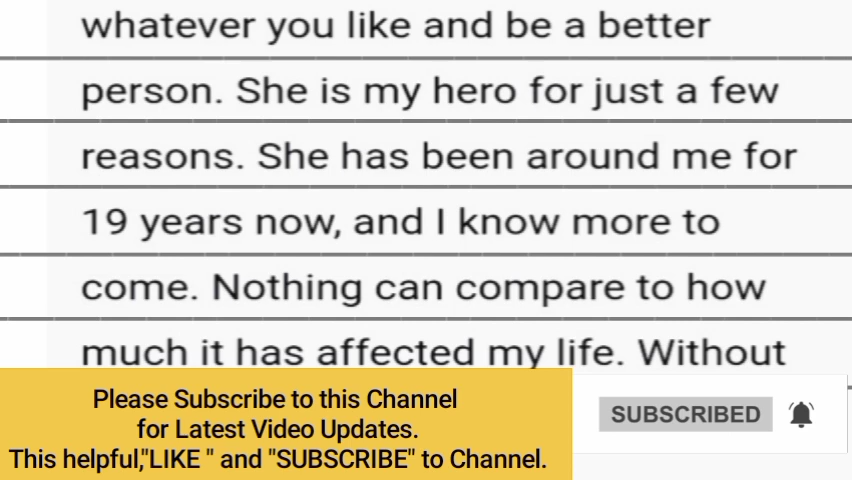 whatever you like and be a better
person. She is my hero for just a few
reasons. She has been around me for
19 years now, and I know more to
come. Nothing can compare to how
much it has affected my life. Without
Please Subscribe to this Channel
for Latest Video Updates.
This helpful,"LIKE " and "SUBSCRIBE" to Channel.
SUBSCRIBED